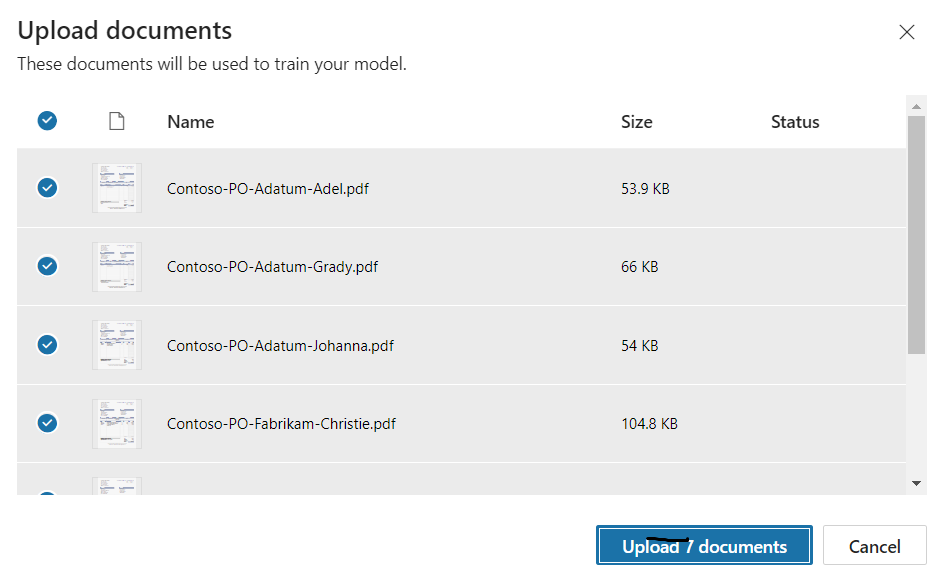 Upload documents
These documents will be used to train your model.
Name Size Status
Contoso-PO-Adatum-Adel.pdf 53.9 KB
Contoso-PO-Adatum-Grady.pdf 66 KB
Contoso-PO-Adatum-Johanna.pdf 54 KB
Contoso-PO-Fabrikam-Christie.pdf 104.8 KB
Upload 7 documents Cancel